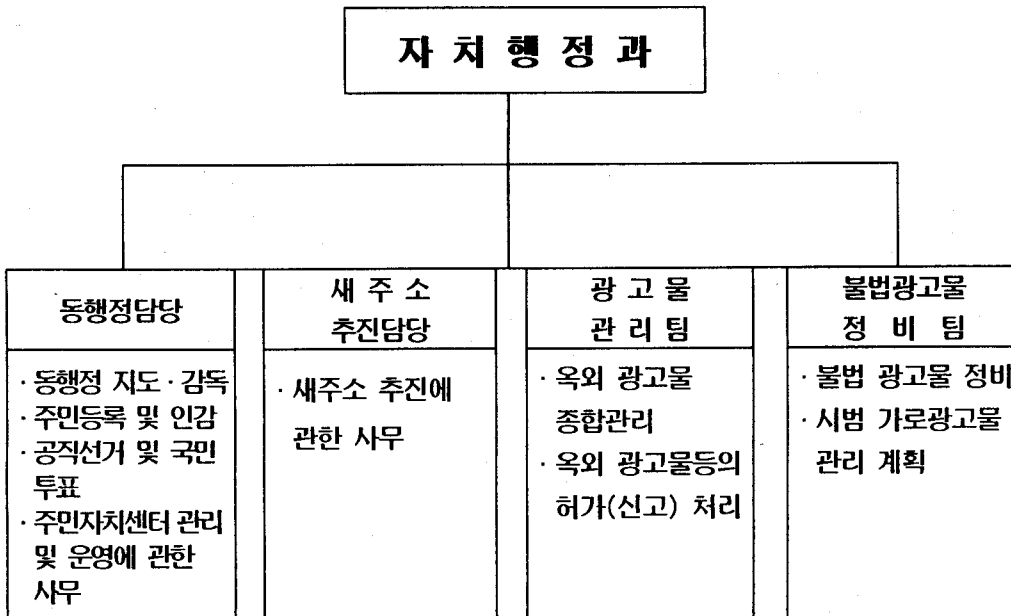 자 치 행 정 과
동행정담당
· 동행정 지도 · 감독
· 주민등록 및 인감
· 공직선거 및 국민
투표
· 주민자치센터 관리
및 운영에 관한
사무
새 주 소
추진담당
· 새주소 추진에
관한 사무
광 고 물
관 리 팀
· 옥외 광고물
종합관리
· 옥외 광고물등의
허가(신고) 처리
불법광고물
정 비 팀
· 불법 광고물 정비
· 시범 가로광고물
관리 계획